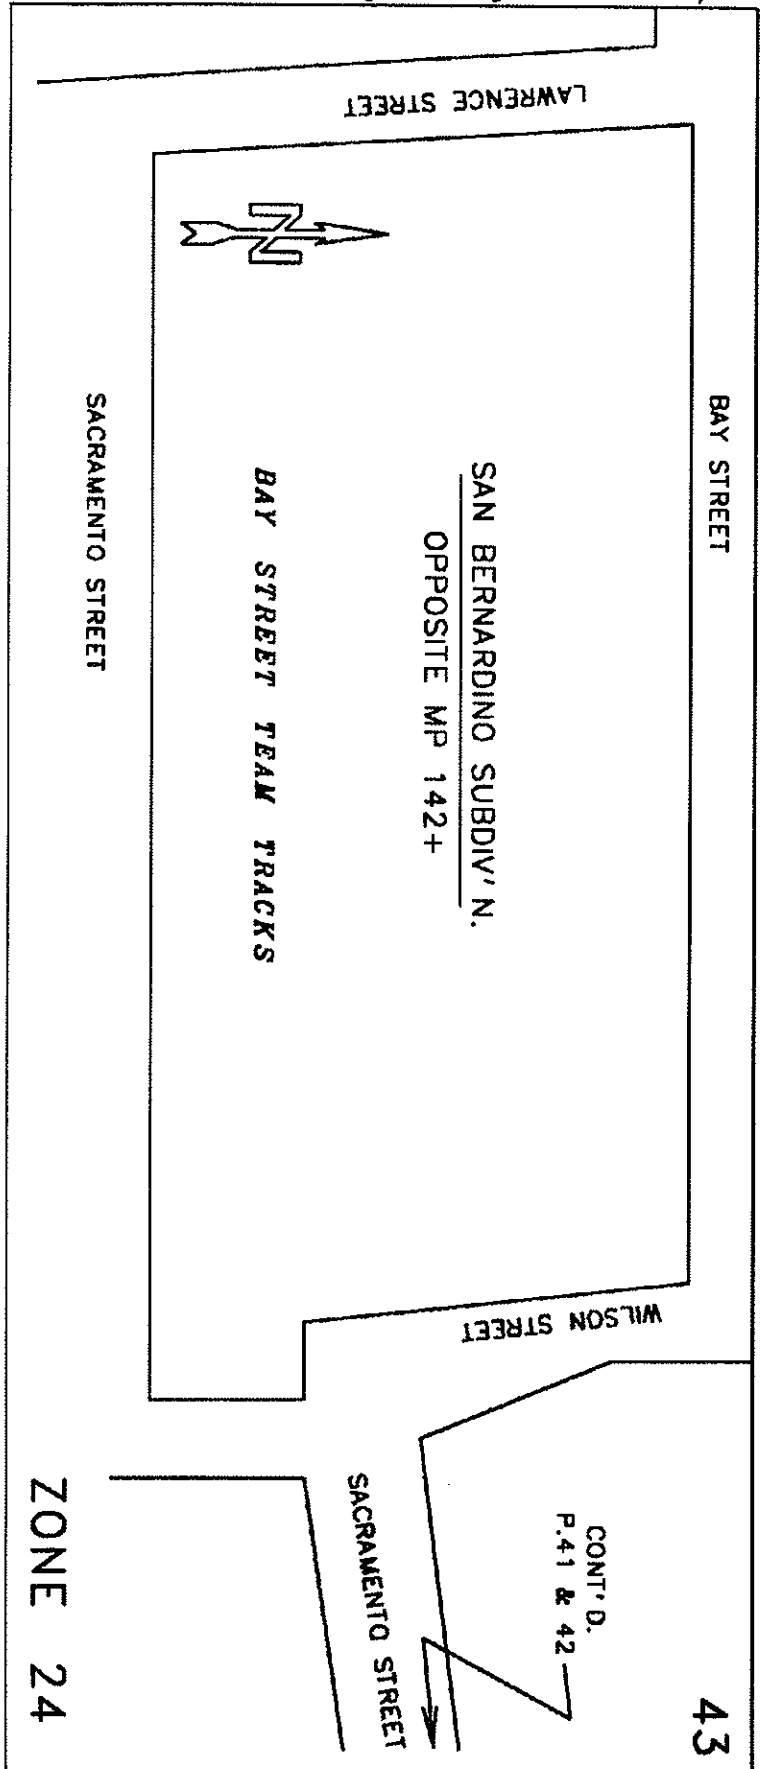 43
BAY STREET
CONT'D.
P.41 & 42
LAWRENCE STREET
WILSON STREET
SAN BERNARDINO SUBDIV'N.
OPPOSITE MP 142+
N
BAY STREET TEAM TRACKS
SACRAMENTO STREET
SACRAMENTO STREET
ZONE 24